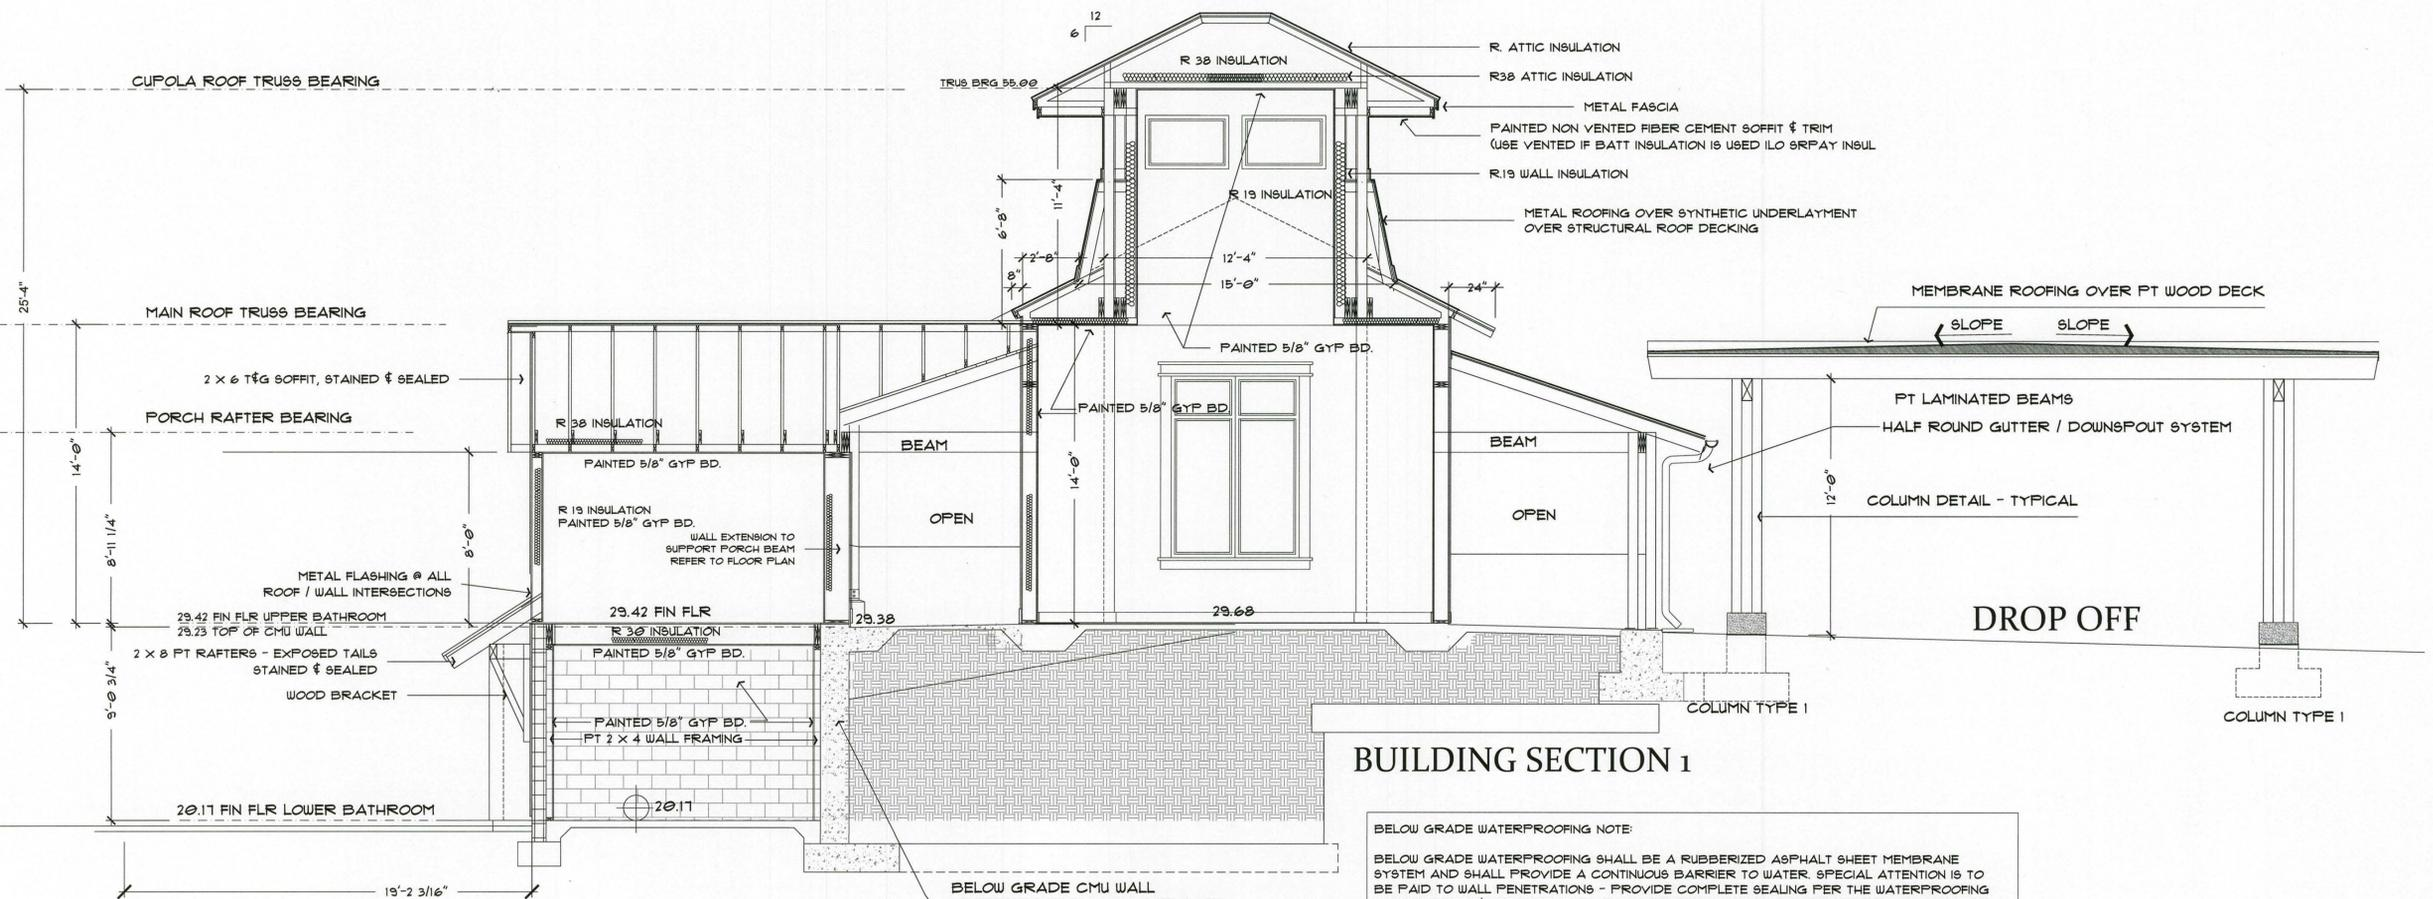 12
6
R. ATTIC INSULATION
R 38 INSULATION
R38 ATTIC INSULATION
CUPOLA ROOF TRUSS BEARING
TRUS BRG 55.00
METAL FASCIA
PAINTED NON VENTED FIBER CEMENT SOFFIT & TRIM
(USE VENTED IF BATT INSULATION IS USED ILO SRPAY INSUL
R.19 WALL INSULATION
R 19 INSULATION
11'-4"
6'-8"
METAL ROOFING OVER SYNTHETIC UNDERLAYMENT
OVER STRUCTURAL ROOF DECKING
2'-8"
12'-4"
8"
15'-0"
24"
25'-4"
MEMBRANE ROOFING OVER PT WOOD DECK
MAIN ROOF TRUSS BEARING
SLOPE
SLOPE
PAINTED 5/8" GYP BD.
2 X 6 T&G SOFFIT, STAINED & SEALED
PT LAMINATED BEAMS
PORCH RAFTER BEARING
PAINTED 5/8" GYP BD.
R 38 INSULATION
HALF ROUND GUTTER / DOWNSPOUT SYSTEM
BEAM
BEAM
14'-0"
PAINTED 5/8" GYP BD.
14'-0"
12'-0"
COLUMN DETAIL - TYPICAL
R 19 INSULATION
PAINTED 5/8" GYP BD.
OPEN
OPEN
8'-11 1/4"
8'-0"
WALL EXTENSION TO
SUPPORT PORCH BEAM
REFER TO FLOOR PLAN
METAL FLASHING @ ALL
ROOF / WALL INTERSECTIONS
29.42 FIN FLR UPPER BATHROOM
29.42 FIN FLR
29.38
29.68
DROP OFF
29.23 TOP OF CMU WALL
R 30 INSULATION
2 X 8 PT RAFTERS - EXPOSED TAILS
STAINED & SEALED
PAINTED 5/8" GYP BD.
9'-0 3/4"
WOOD BRACKET
COLUMN TYPE 1
COLUMN TYPE 1
PAINTED 5/8" GYP BD.
PT 2 X 4 WALL FRAMING
BUILDING SECTION 1
20.17 FIN FLR LOWER BATHROOM
20.17
BELOW GRADE WATERPROOFING NOTE:
BELOW GRADE WATERPROOFING SHALL BE A RUBBERIZED ASPHALT SHEET MEMBRANE
SYSTEM AND SHALL PROVIDE A CONTINUOUS BARRIER TO WATER. SPECIAL ATTENTION IS TO
BE PAID TO WALL PENETRATIONS - PROVIDE COMPLETE SEALING PER THE WATERPROOFING
19'-2 3/16"
BELOW GRADE CMU WALL